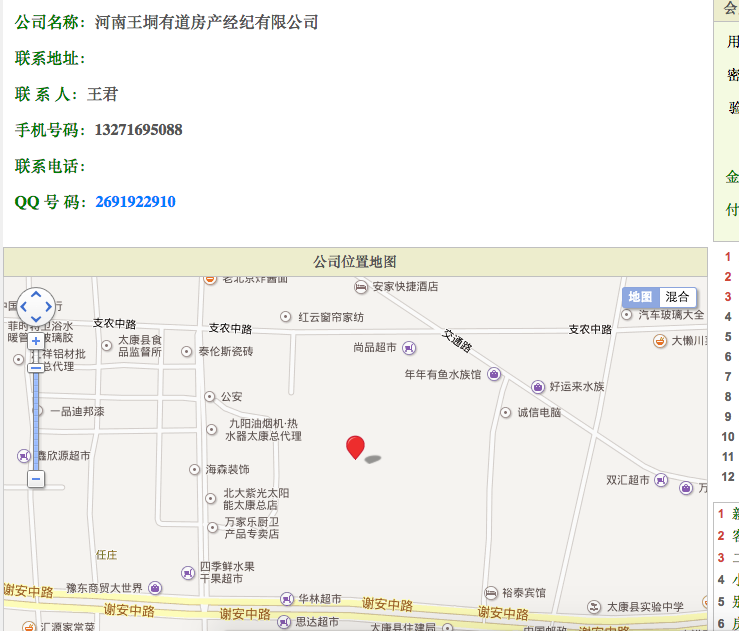 公司名称：河南王垌有道房产经纪有限公司
联系地址：
联 系 人：王君
手机号码：13271695088
联系电话：
QQ 号 码：2691922910
公司位置地图
会
用
密
验
金
付
老北京炸酱面
安家快捷酒店
地图 混合
中国 行
菲时特卫浴水
暖管 玻璃胶
支农中路
支农中路
红云窗帘家纺
交通路
支农中路
汽车玻璃大全
太康县食
品监督所
泰伦斯瓷砖
尚品超市
大懒川
祥铝材批
总代理
年年有鱼水族馆
好运来水族
公安
一品迪邦漆
诚信电脑
九阳油烟机·热
水器太康总代理
鑫欣源超市
海森装饰
双汇超市
万
北大紫光太阳
能太康总店
万家乐厨卫
产品专卖店
任庄
四季鲜水果
干果超市
豫东商贸大世界
谢安中路
谢安中路
谢安中路
华林超市
谢安中路
裕泰宾馆
谢安中路
太康县实验中学
汇源家常菜
思达超市
太康县住建局
中国邮政
谢安中路
1
2
3
4
5
6
7
8
9
10
11
12
1
2
3 二
4 小
5 别
6 房